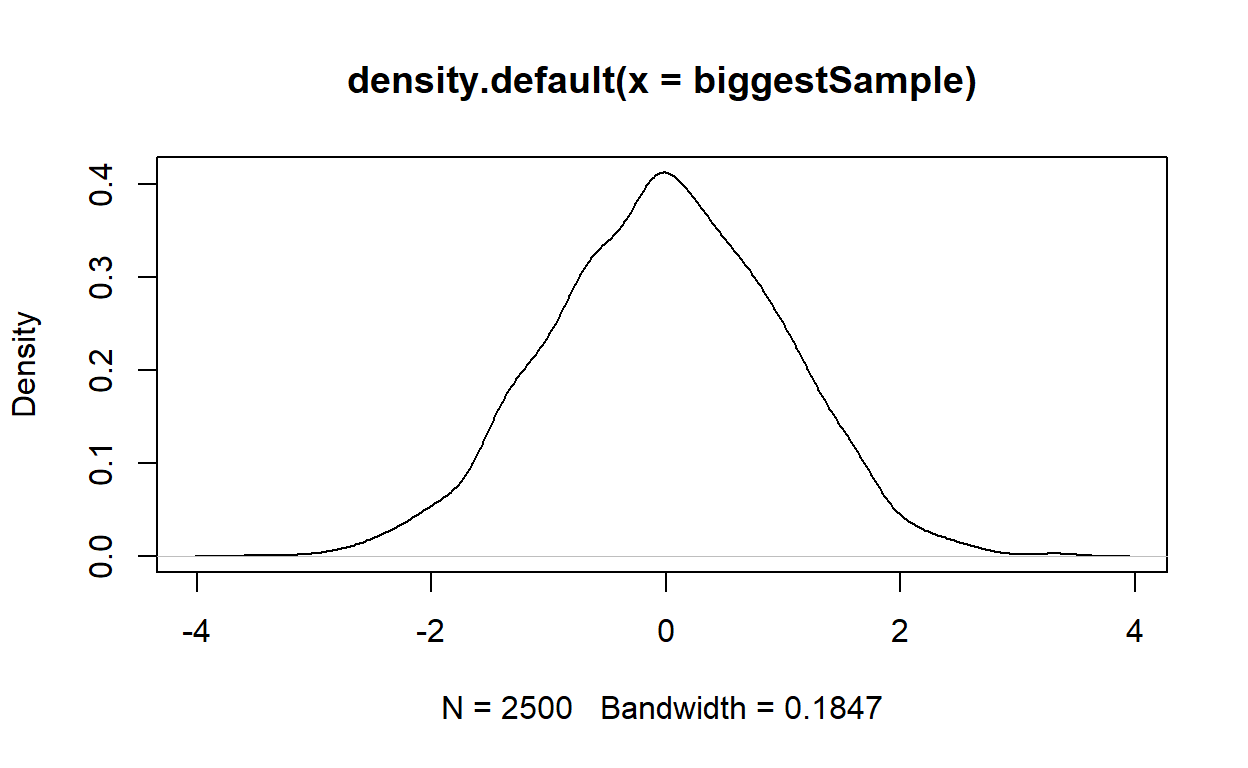 density.default(x = biggestSample)
Density
0.4
0.3
0.2
0.1
0.0
-4 -2 0 2 4
N = 2500 Bandwidth = 0.1847